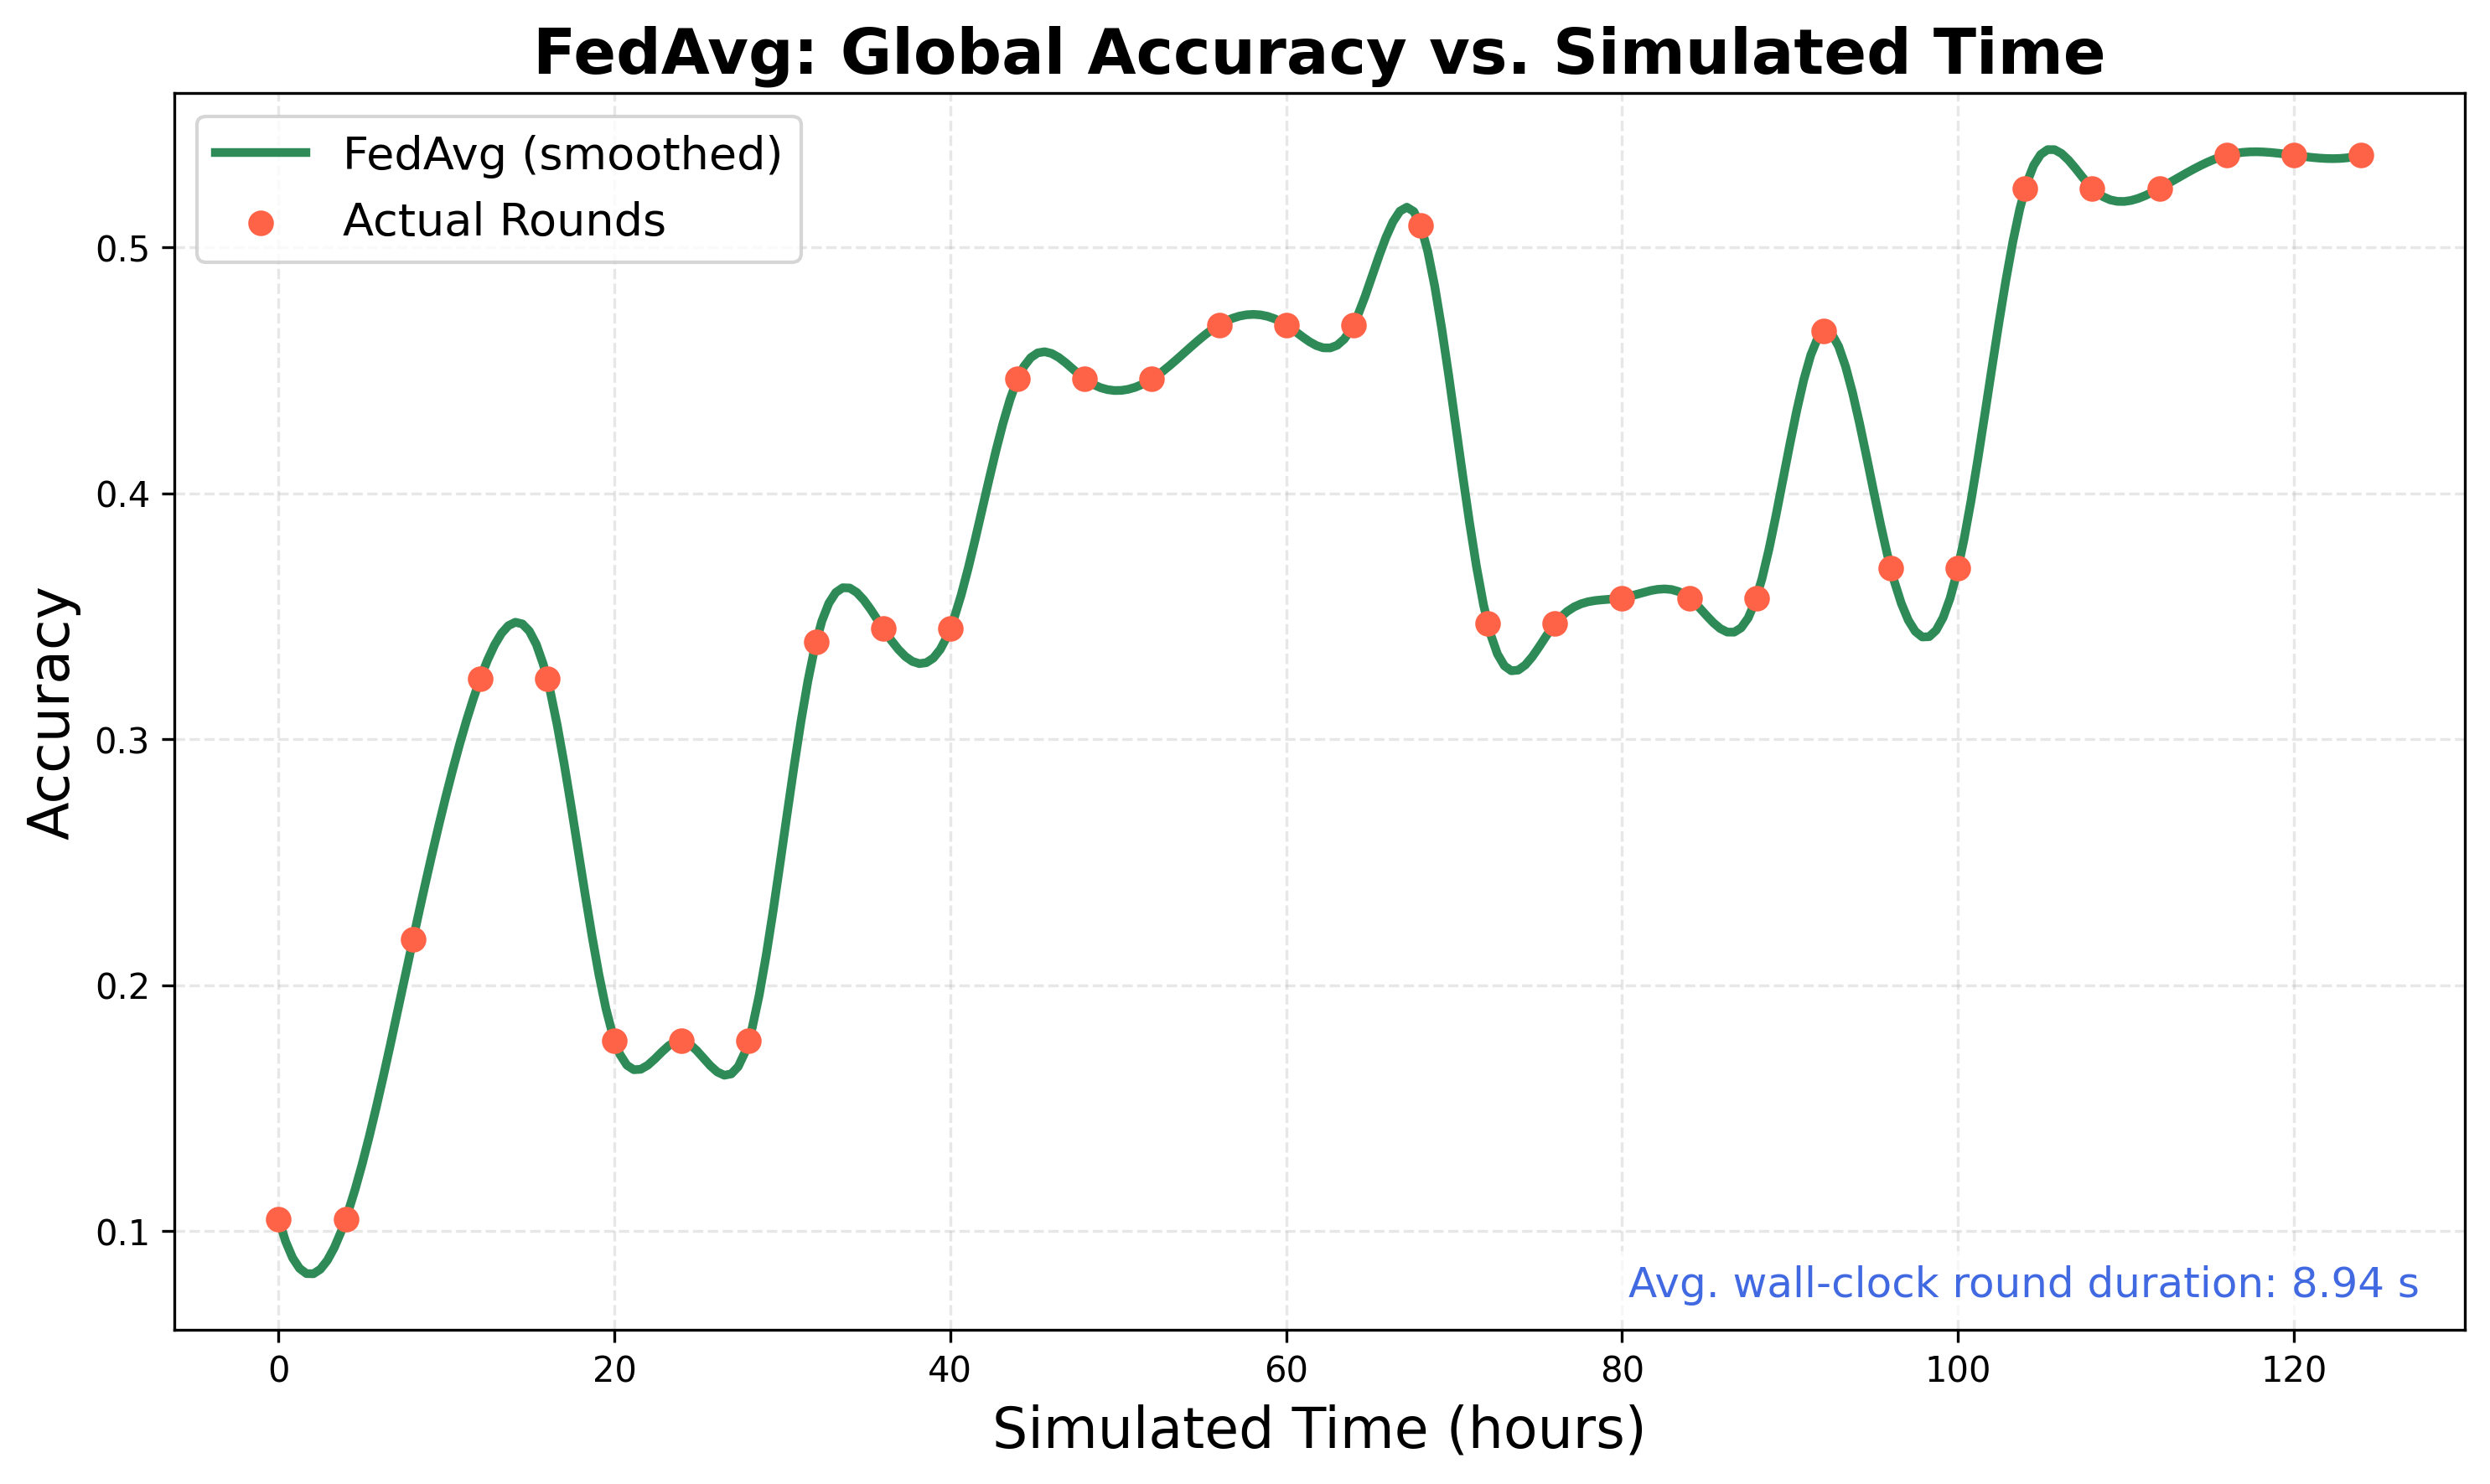 FedAvg: Global Accuracy vs. Simulated Time
FedAvg (smoothed)
Actual Rounds
Accuracy
0.5
0.4
0.3
0.2
0.1
Avg. wall-clock round duration: 8.94 s
0 20 40 60 80 100 120
Simulated Time (hours)